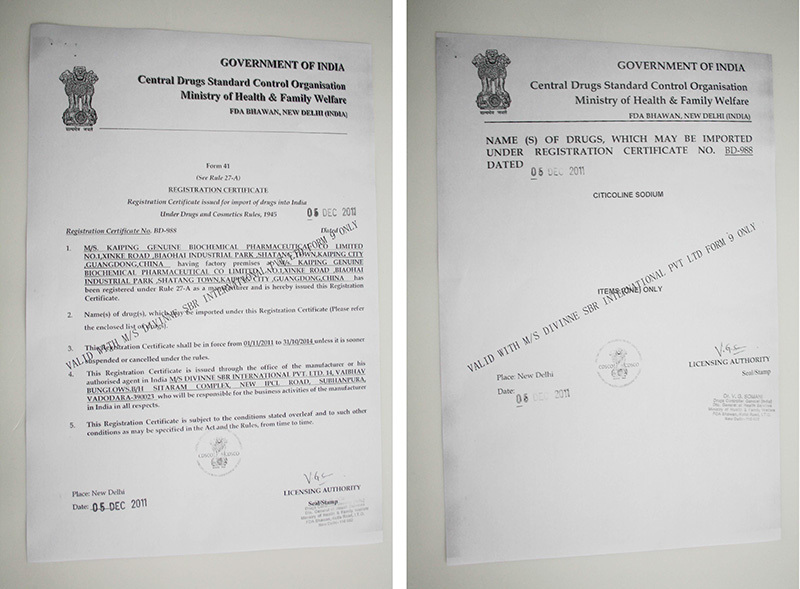 GOVERNMENT OF INDIA
Central Drugs Standard Control Organisation
Ministry of Health & Family Welfare
FDA BHAWAN, NEW DELHI (INDIA)
Form 41
(See Rule 27-A)
REGISTRATION CERTIFICATE
Registration Certificate issued for import of drugs into India
Under Drugs and Cosmetics Rules, 1945
05 DEC 2011
Registration Certificate No. BD-988 Dated
1. M/S. KAIPING GENUINE BIOCHEMICAL PHARMACEUTICAL CO LIMITED
NO.1,XINKE ROAD ,BIAOHAI INDUSTRIAL PARK ,SHATANG TOWN,KAIPING CITY
,GUANGDONG,CHINA having factory premises at M/S. KAIPING GENUINE
BIOCHEMICAL PHARMACEUTICAL CO LIMITED NO.1,XINKE ROAD ,BIAOHAI
INDUSTRIAL PARK ,SHATANG TOWN,KAIPING CITY ,GUANGDONG,CHINA has
been registered under Rule 27-A as a manufacturer and is hereby issued this Registration
Certificate.
2. Name(s) of drug(s), which may be imported under this Registration Certificate (Please refer
the enclosed list of drugs).
3. This Registration Certificate shall be in force from 01/11/2011 to 31/10/2014 unless it is sooner
suspended or cancelled under the rules.
4. This Registration Certificate is issued through the office of the manufacturer or his
authorised agent in India M/S DIVINNE SBR INTERNATIONAL PVT. LTD. 14, VAIBHAV
BUNGLOWS,B/H SITARAM COMPLEX, NEW IPCL ROAD, SUBHANPURA,
VADODARA-390023 who will be responsible for the business activities of the manufacturer
in India in all respects.
5. This Registration Certificate is subject to the conditions stated overleaf and to such other
conditions as may be specified in the Act and the Rules, from time to time.
VALID WITH M/S DIVINNE SBR INTERNATIONAL PVT LTD FORM 9 ONLY
CDSCO
Place: New Delhi
Date: 05 DEC 2011
LICENSING AUTHORITY
Seal/Stamp
GOVERNMENT OF INDIA
Central Drugs Standard Control Organisation
Ministry of Health & Family Welfare
FDA BHAWAN, NEW DELHI (INDIA)
NAME (S) OF DRUGS, WHICH MAY BE IMPORTED
UNDER REGISTRATION CERTIFICATE NO. BD-988
DATED 05 DEC 2011
CITICOLINE SODIUM
VALID WITH M/S DIVINNE SBR INTERNATIONAL PVT LTD FORM 9 ONLY
ITEMS (ONE) ONLY
Place: New Delhi
Date: 05 DEC 2011
LICENSING AUTHORITY
Seal/Stamp